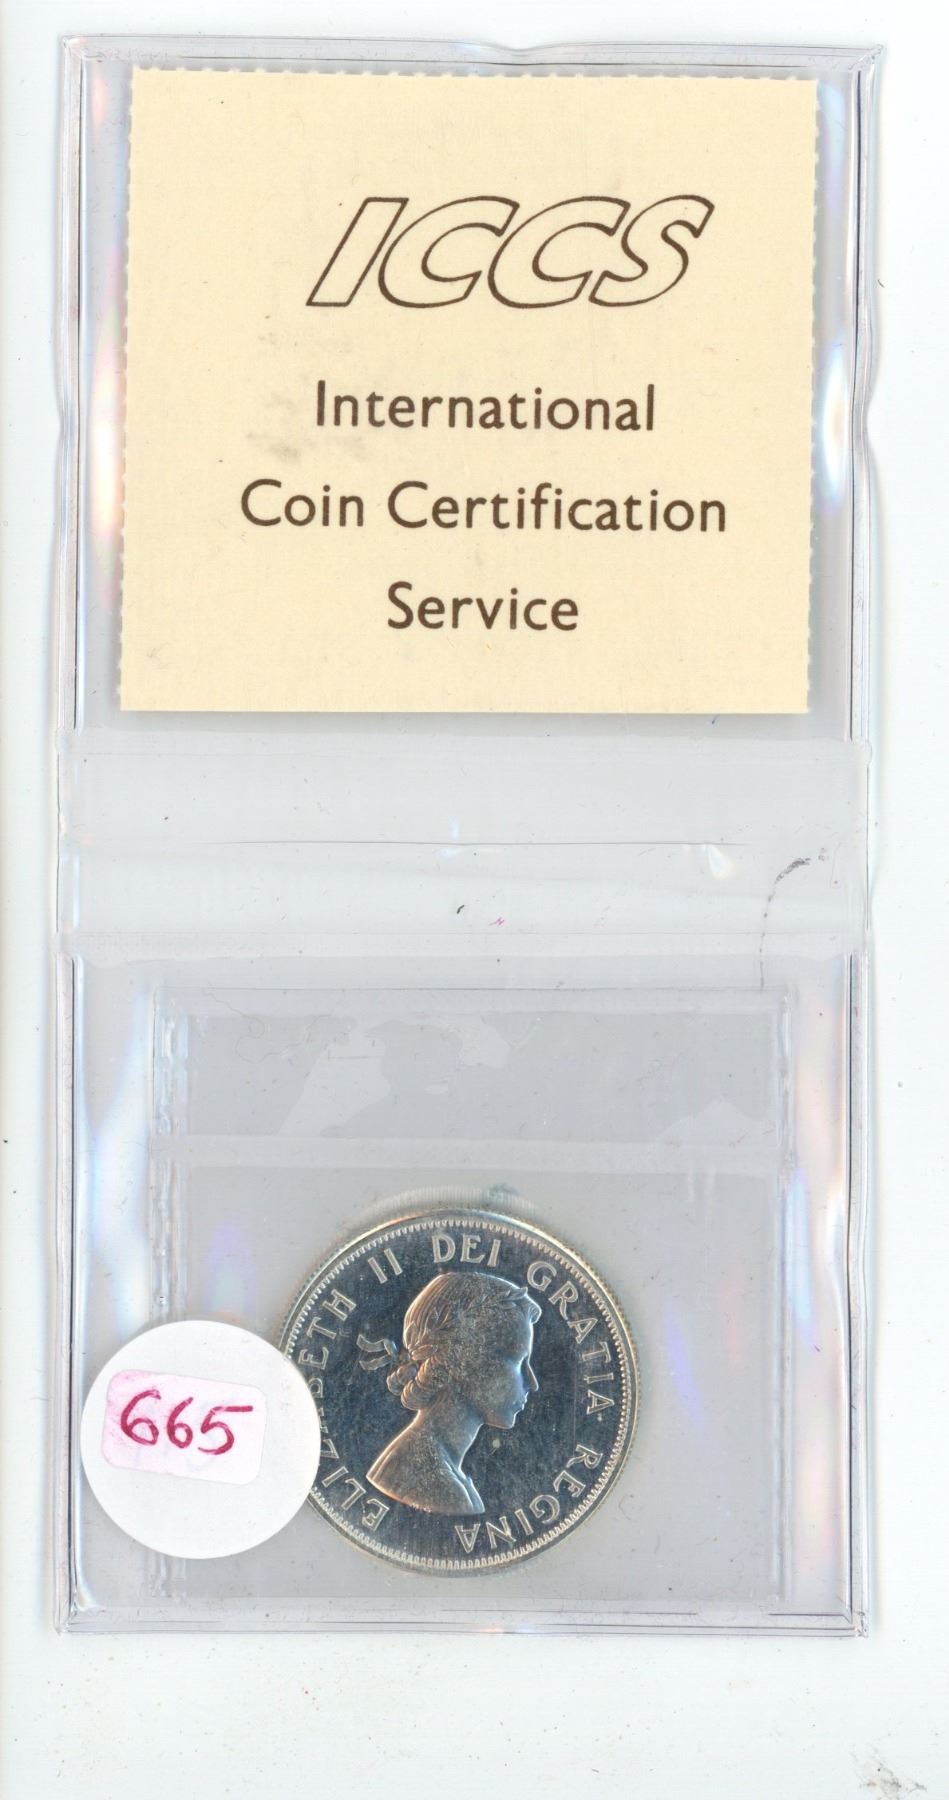 ICCS
International
Coin Certification
Service
ELIZABETH II DEI GRATIA REGINA
665